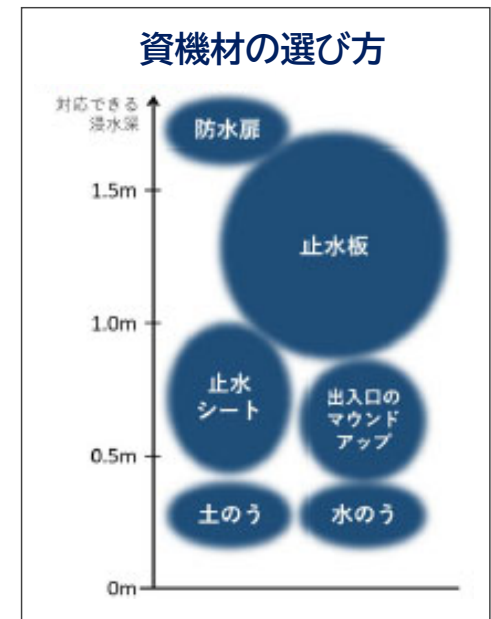 資機材の選び方
対応できる
浸水深
防水扉
1.5m
止水板
1.0m
止水
シート
出入口の
マウンド
アップ
0.5m
土のう
水のう
0m